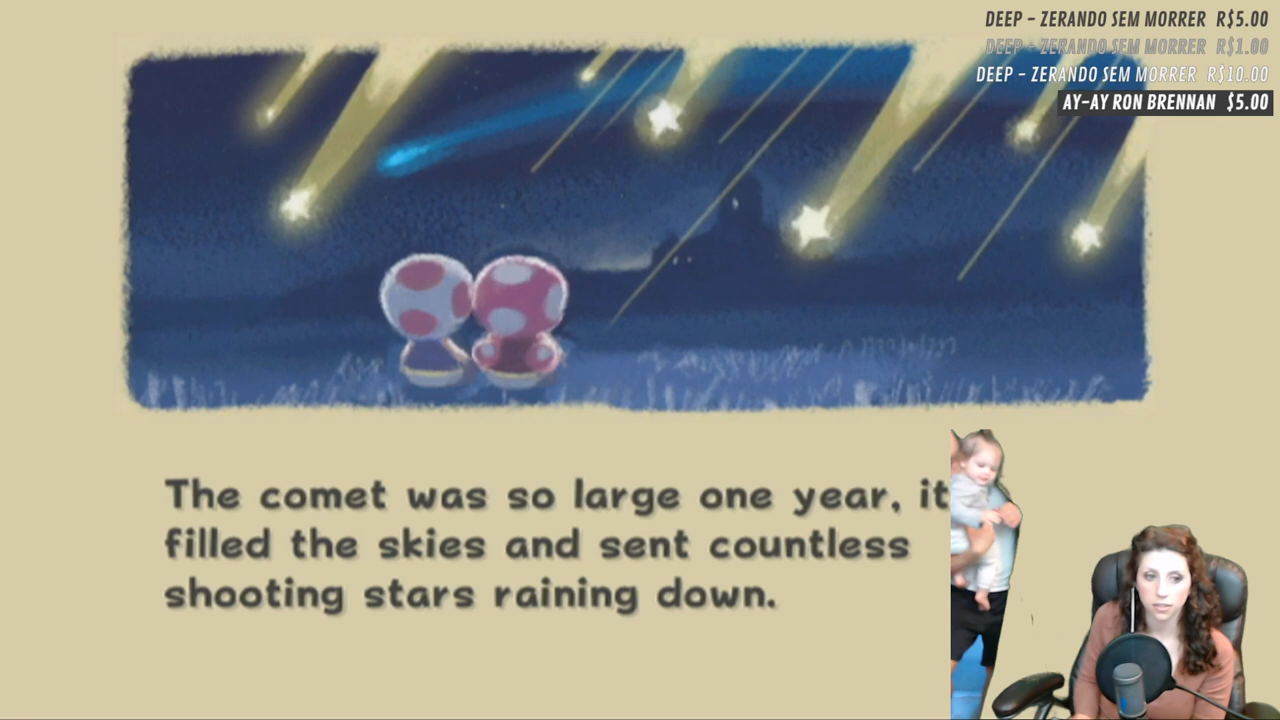 DEEP - ZERANDO SEM MORRER R$5.00
DEEP - ZERANDO SEM MORRER R$1.00
DEEP - ZERANDO SEM MORRER R$10.00
AY-AY RON BRENNAN $5.00
The comet was so large one year, it
filled the skies and sent countless
shooting stars raining down.